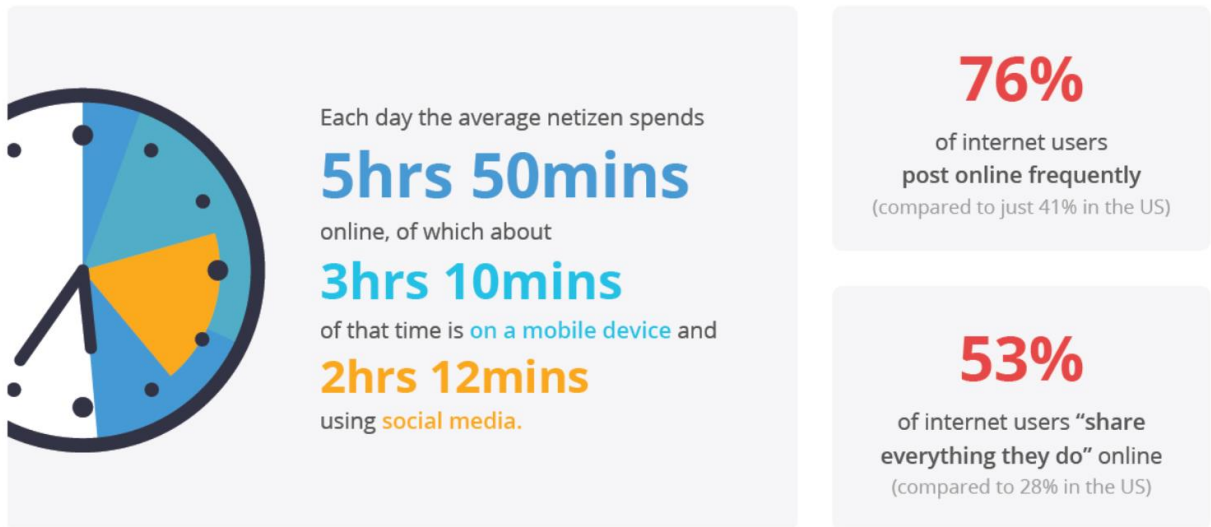 Each day the average netizen spends
5hrs 50mins
online, of which about
3hrs 10mins
of that time is on a mobile device and
2hrs 12mins
using social media.
76%
of internet users
post online frequently
(compared to just 41% in the US)
53%
of internet users “share
everything they do” online
(compared to 28% in the US)